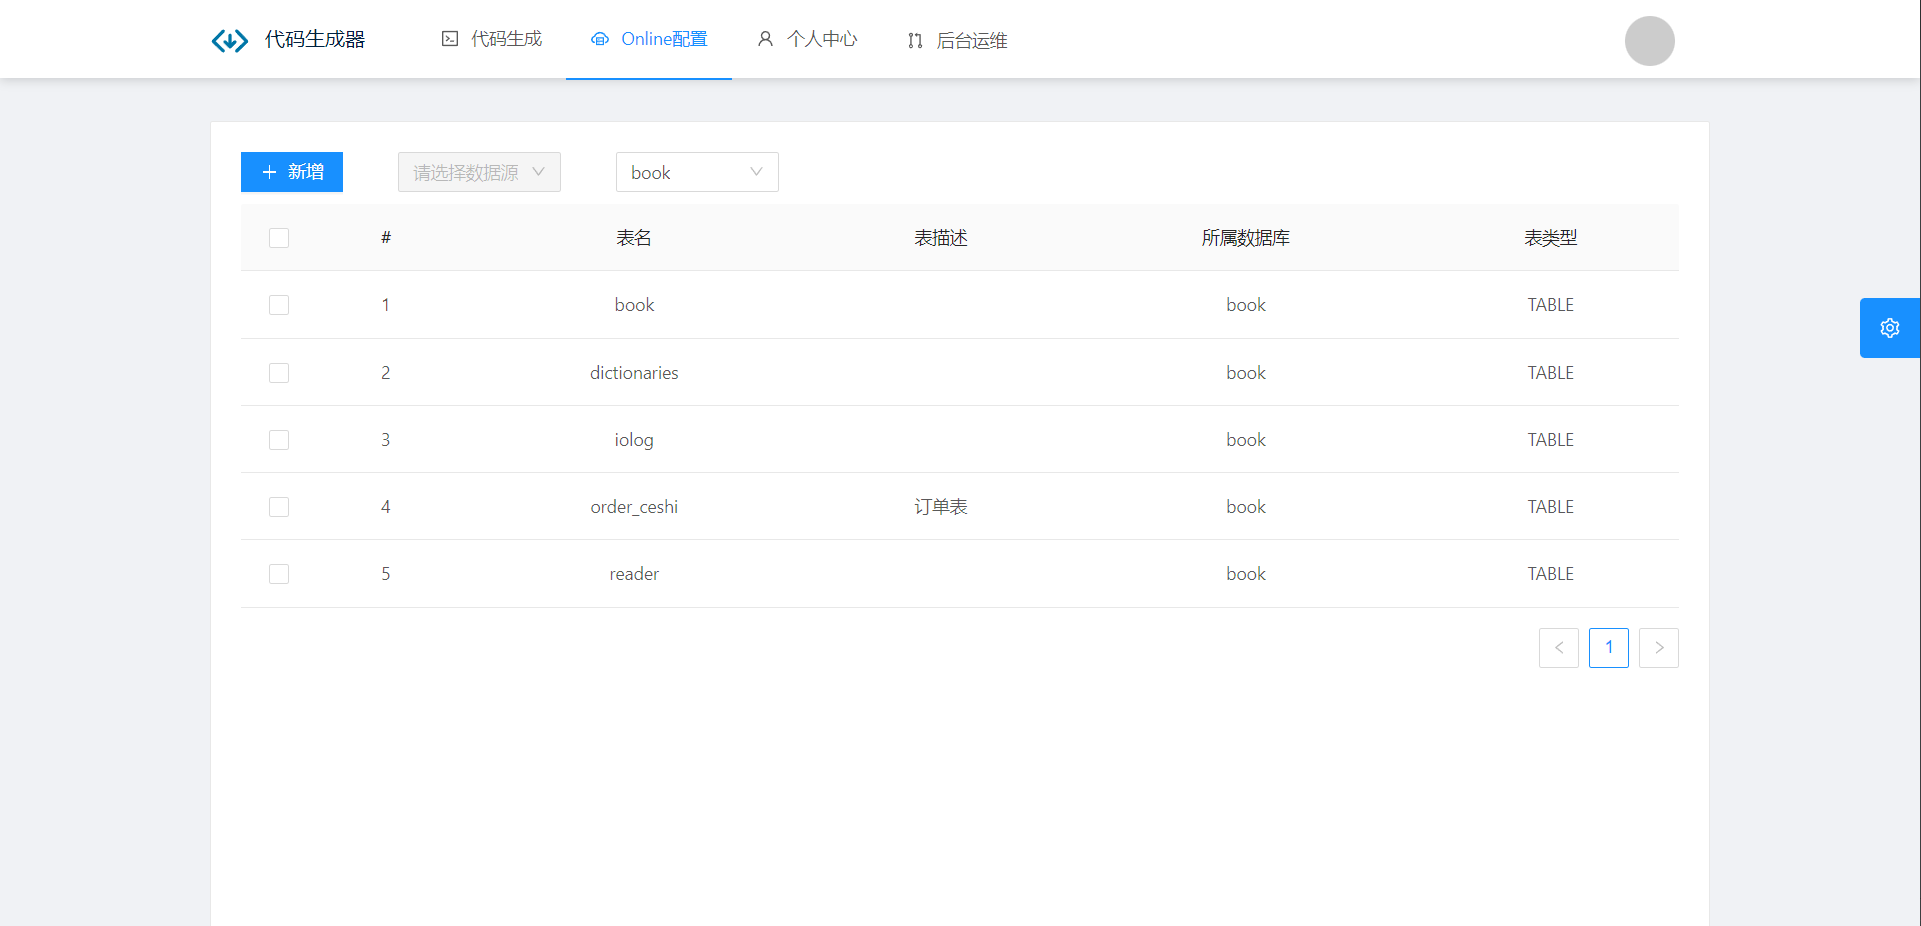 代码生成器 代码生成 Online配置 个人中心 后台运维
新增 请选择数据源 book
# 表名 表描述 所属数据库 表类型
1 book book TABLE
2 dictionaries book TABLE
3 iolog book TABLE
4 order_ceshi 订单表 book TABLE
5 reader book TABLE
1